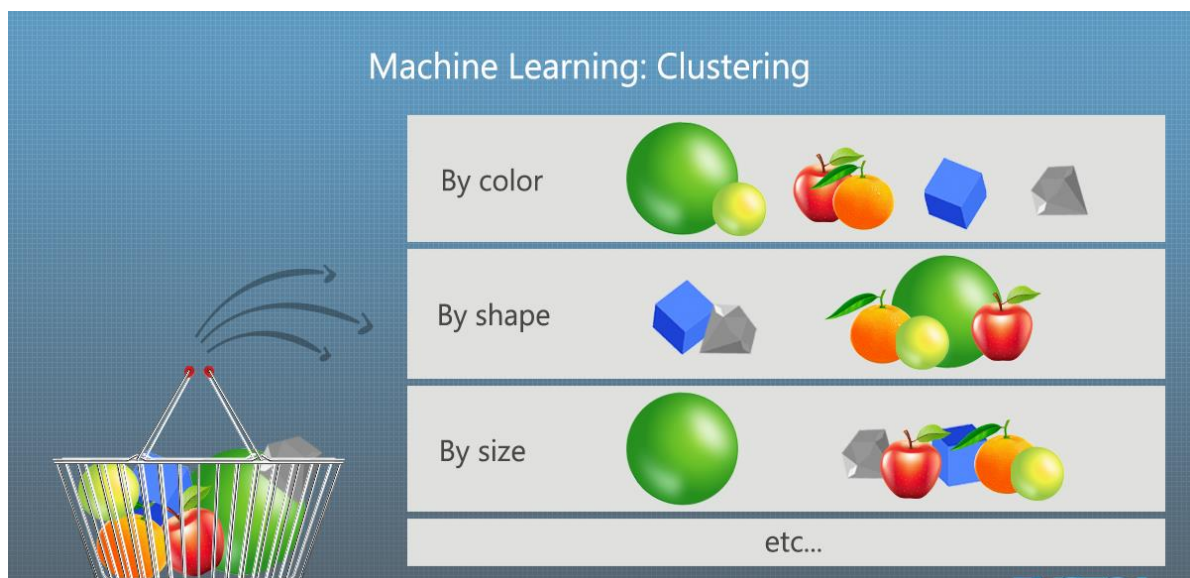 Machine Learning: Clustering
By color
By shape
By size
etc...